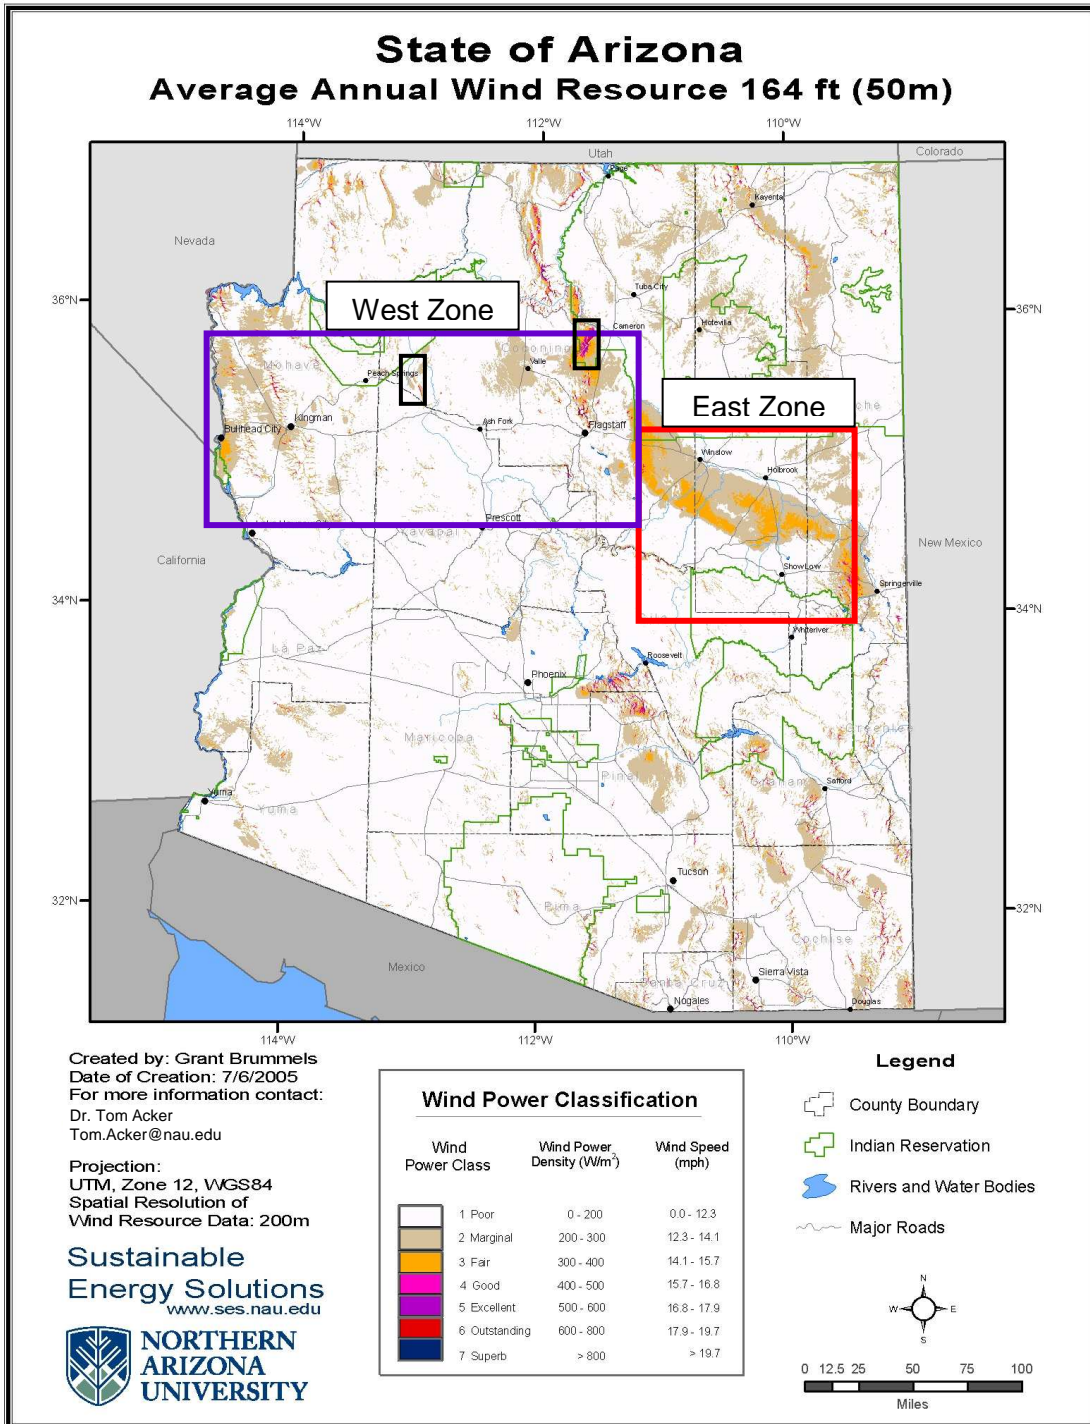 State of Arizona
Average Annual Wind Resource 164 ft (50m)
114°W
112°W
110°W
Utah
Colorado
Page
Kayenta
Nevada
Tuba City
36°N
36°N
West Zone
Cameron
Hotevilla
Coconino
Valle
Mohave
Peach Springs
East Zone
che
Kingman
Bullhead City
Ash Fork
Flagstaff
Winslow
Holbrook
Prescott
Yavapai
California
New Mexico
Show Low
Springerville
34°N
34°N
Whiteriver
La Paz
Roosevelt
Phoenix
Maricopa
Greenlee
Pinal
Graham
Safford
Yuma
Yuma
Tucson
32°N
32°N
Pima
Cochise
Mexico
Sierra Vista
Santa Cruz
Nogales
Douglas
114°W
112°W
110°W
Created by: Grant Brummels
Date of Creation: 7/6/2005
For more information contact:
Dr. Tom Acker
Tom.Acker@nau.edu
Projection:
UTM, Zone 12, WGS84
Spatial Resolution of
Wind Resource Data: 200m
Sustainable
Energy Solutions
www.ses.nau.edu
NORTHERN
ARIZONA
UNIVERSITY
Wind Power Classification
Wind Power Class Wind Power Density (W/m²) Wind Speed (mph)
1 Poor 0 - 200 0.0 - 12.3
2 Marginal 200 - 300 12.3 - 14.1
3 Fair 300 - 400 14.1 - 15.7
4 Good 400 - 500 15.7 - 16.8
5 Excellent 500 - 600 16.8 - 17.9
6 Outstanding 600 - 800 17.9 - 19.7
7 Superb > 800 > 19.7
Legend
County Boundary
Indian Reservation
Rivers and Water Bodies
Major Roads
N
W E
S
0 12.5 25 50 75 100
Miles